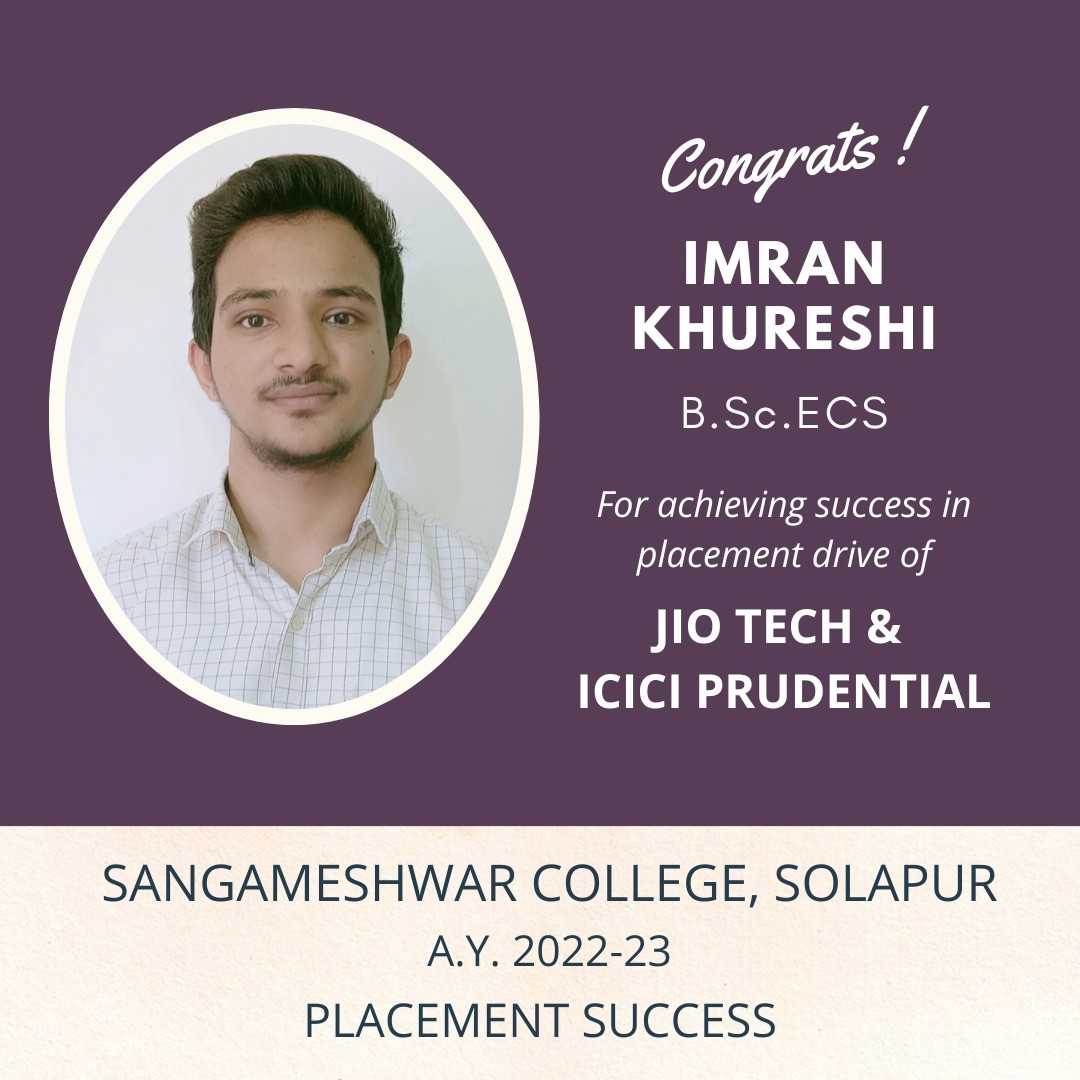 Congrats !
IMRAN
KHURESHI
B.Sc.ECS
For achieving success in
placement drive of
JIO TECH &
ICICI PRUDENTIAL
SANGAMESHWAR COLLEGE, SOLAPUR
A.Y. 2022-23
PLACEMENT SUCCESS